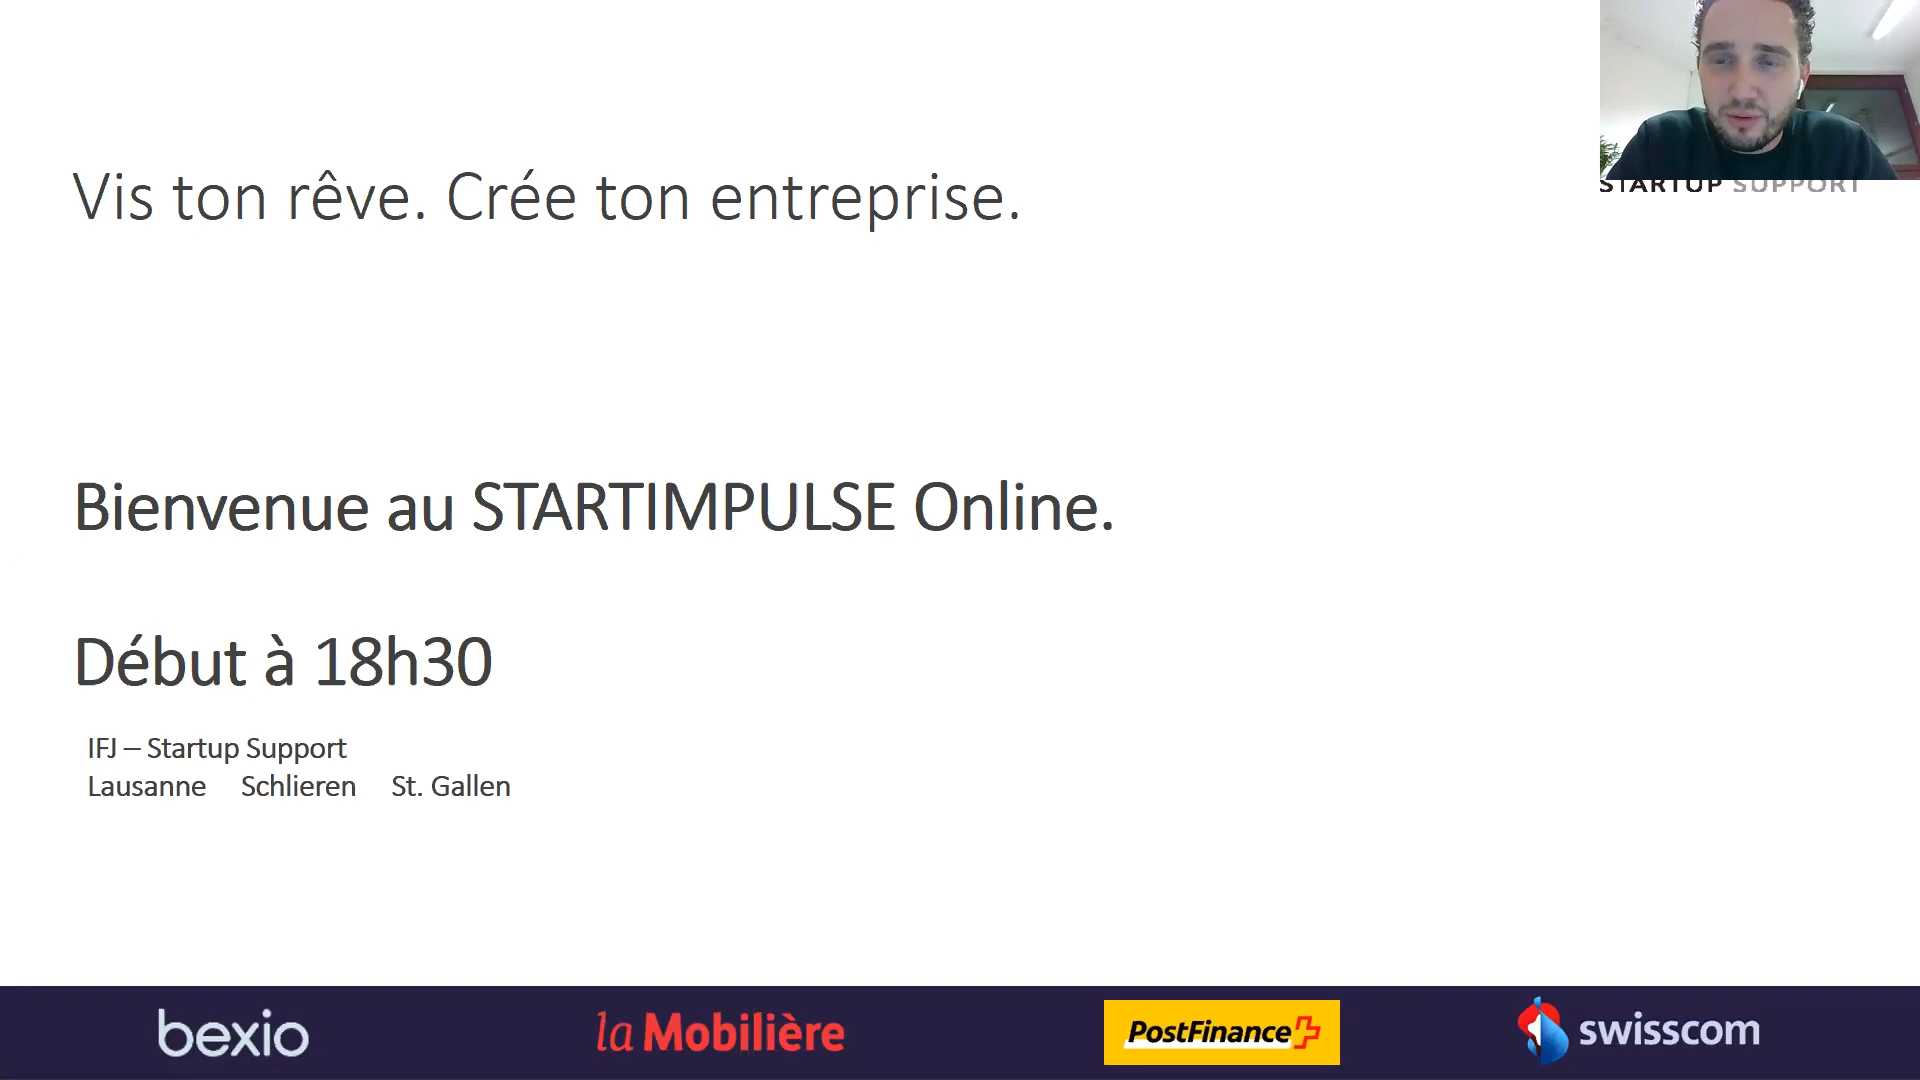 Vis ton rêve. Crée ton entreprise.
STARTUP SUPPORT
Bienvenue au STARTIMPULSE Online.
Début à 18h30
IFJ – Startup Support
Lausanne Schlieren St. Gallen
bexio
la Mobilière
PostFinance
swisscom